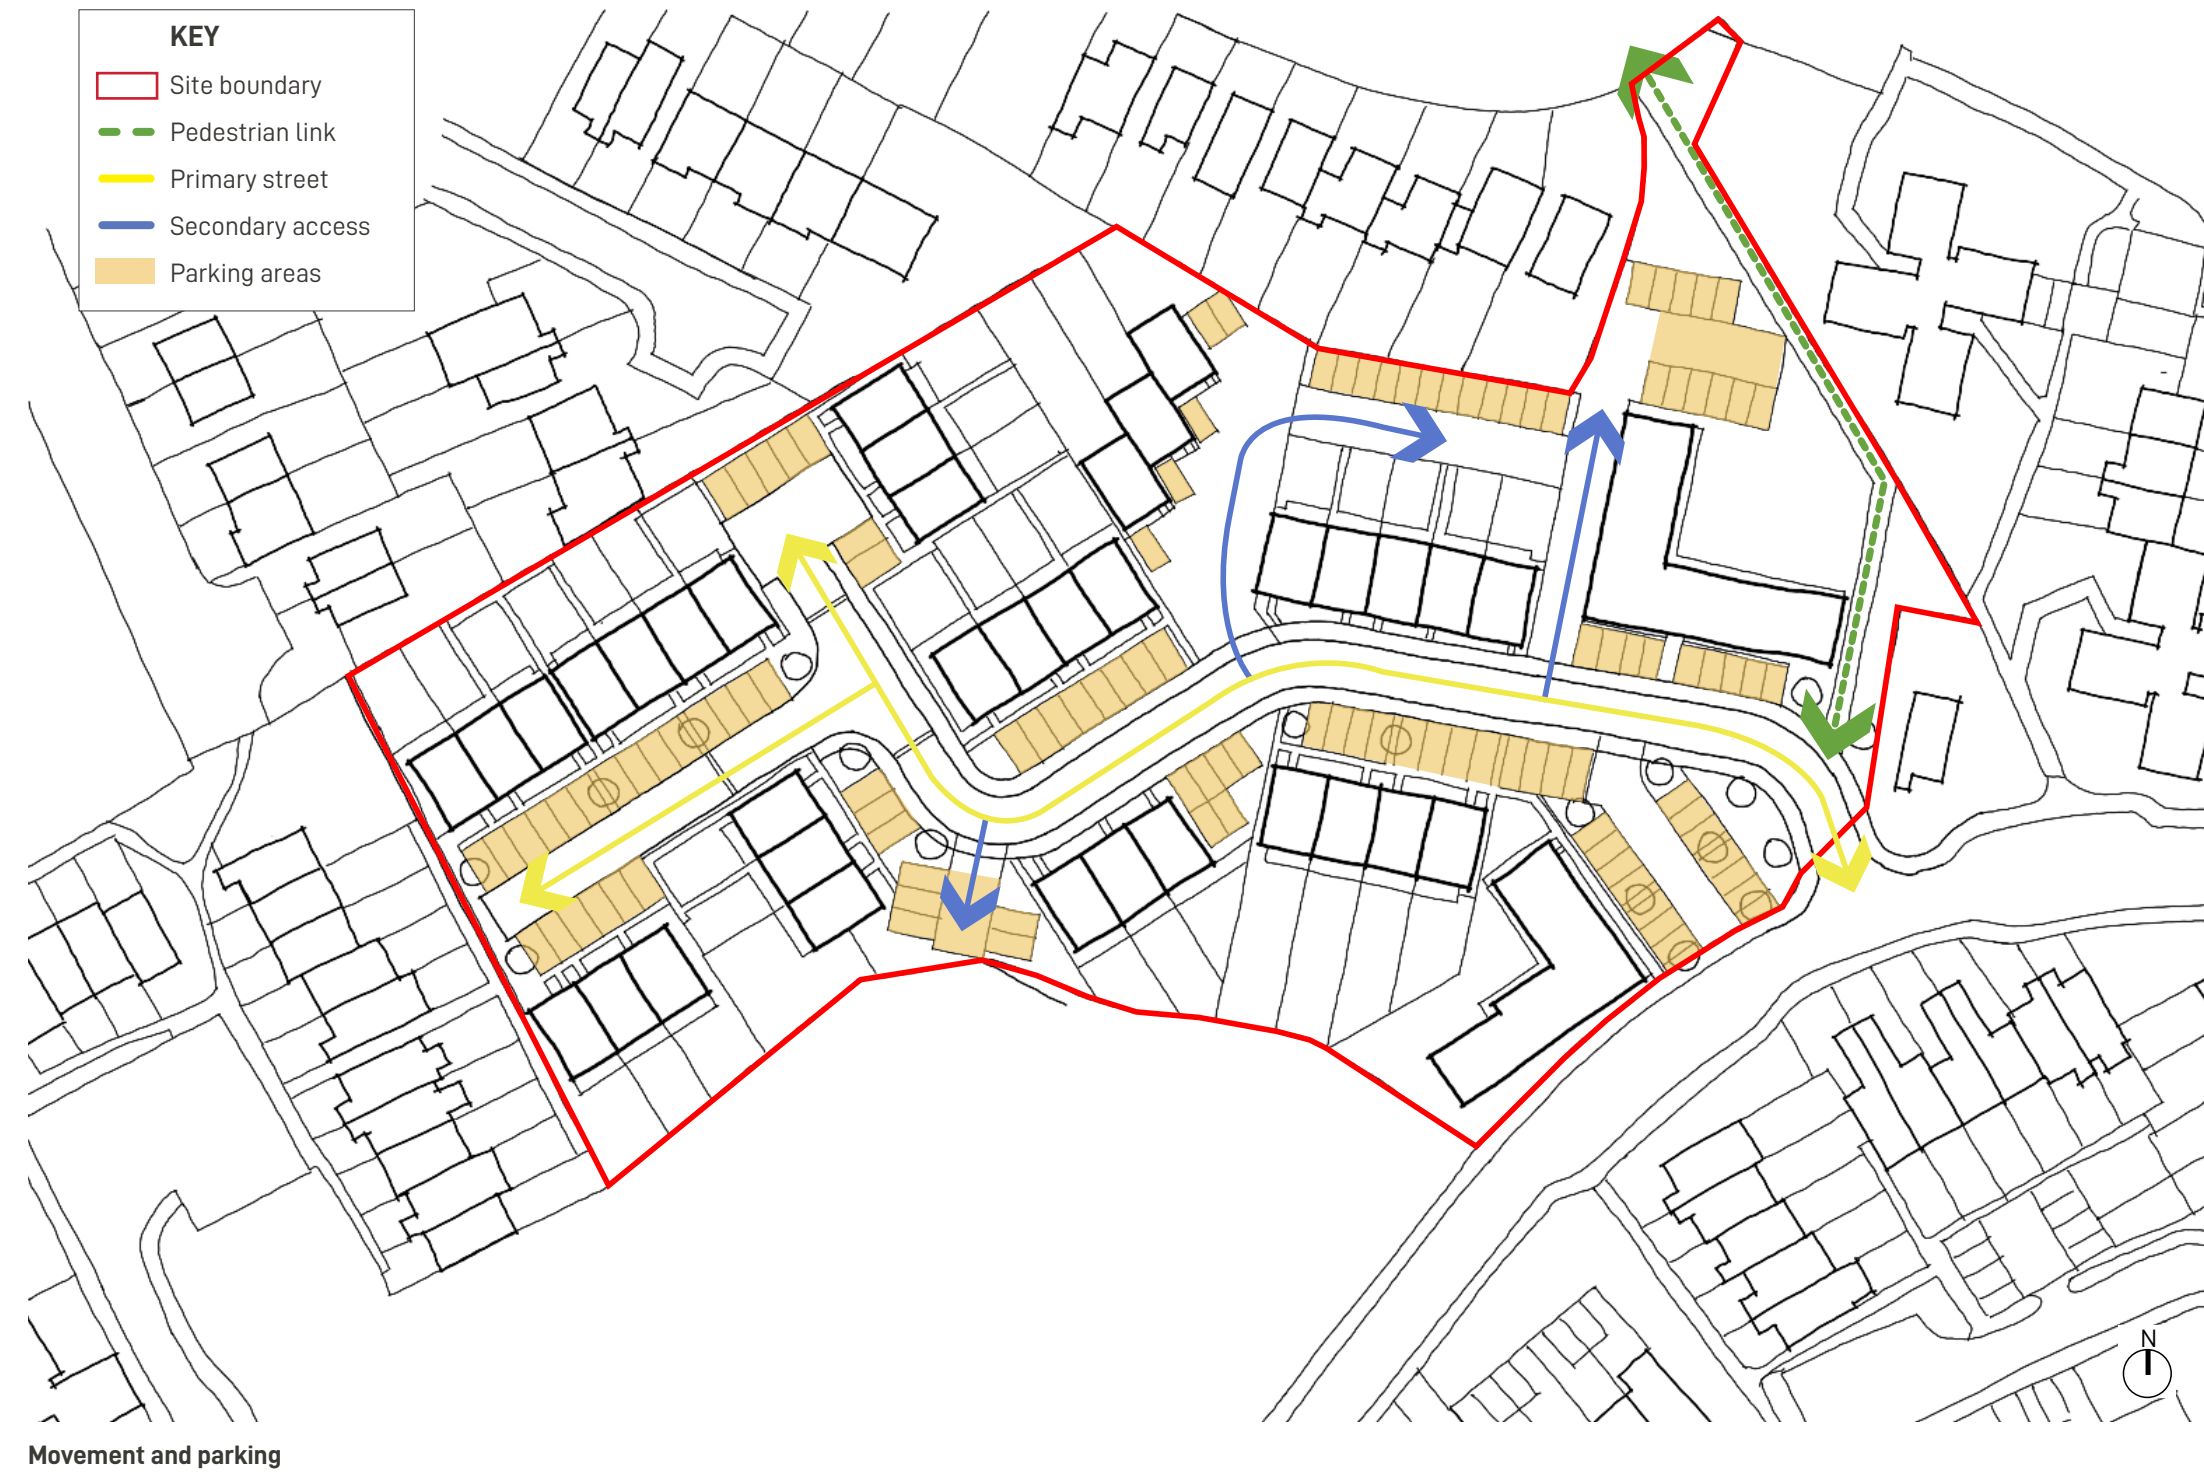 KEY
Site boundary
Pedestrian link
Primary street
Secondary access
Parking areas
N
Movement and parking